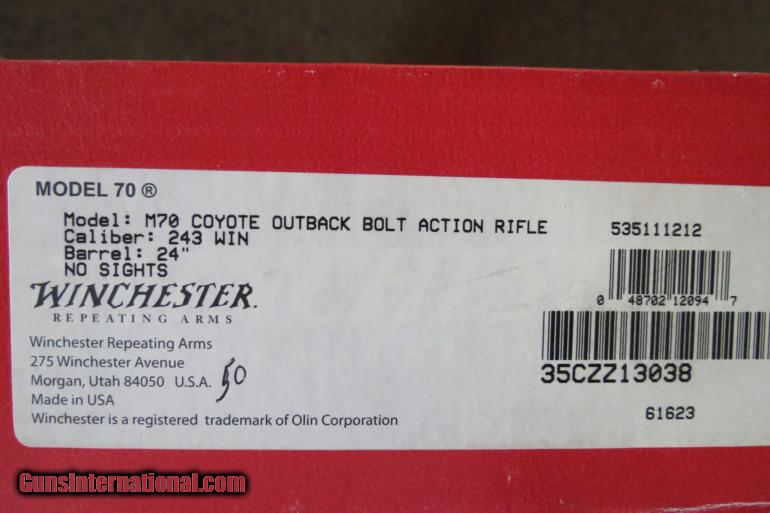 MODEL 70 ®
Model: M70 COYOTE OUTBACK BOLT ACTION RIFLE 535111212
Caliber: 243 WIN
Barrel: 24"
NO SIGHTS
WINCHESTER.
REPEATING ARMS
0 48702 12094 7
Winchester Repeating Arms
275 Winchester Avenue
Morgan, Utah 84050 U.S.A. 50
Made in USA
Winchester is a registered trademark of Olin Corporation
35CZZ13038
61623
GunsInternational.com